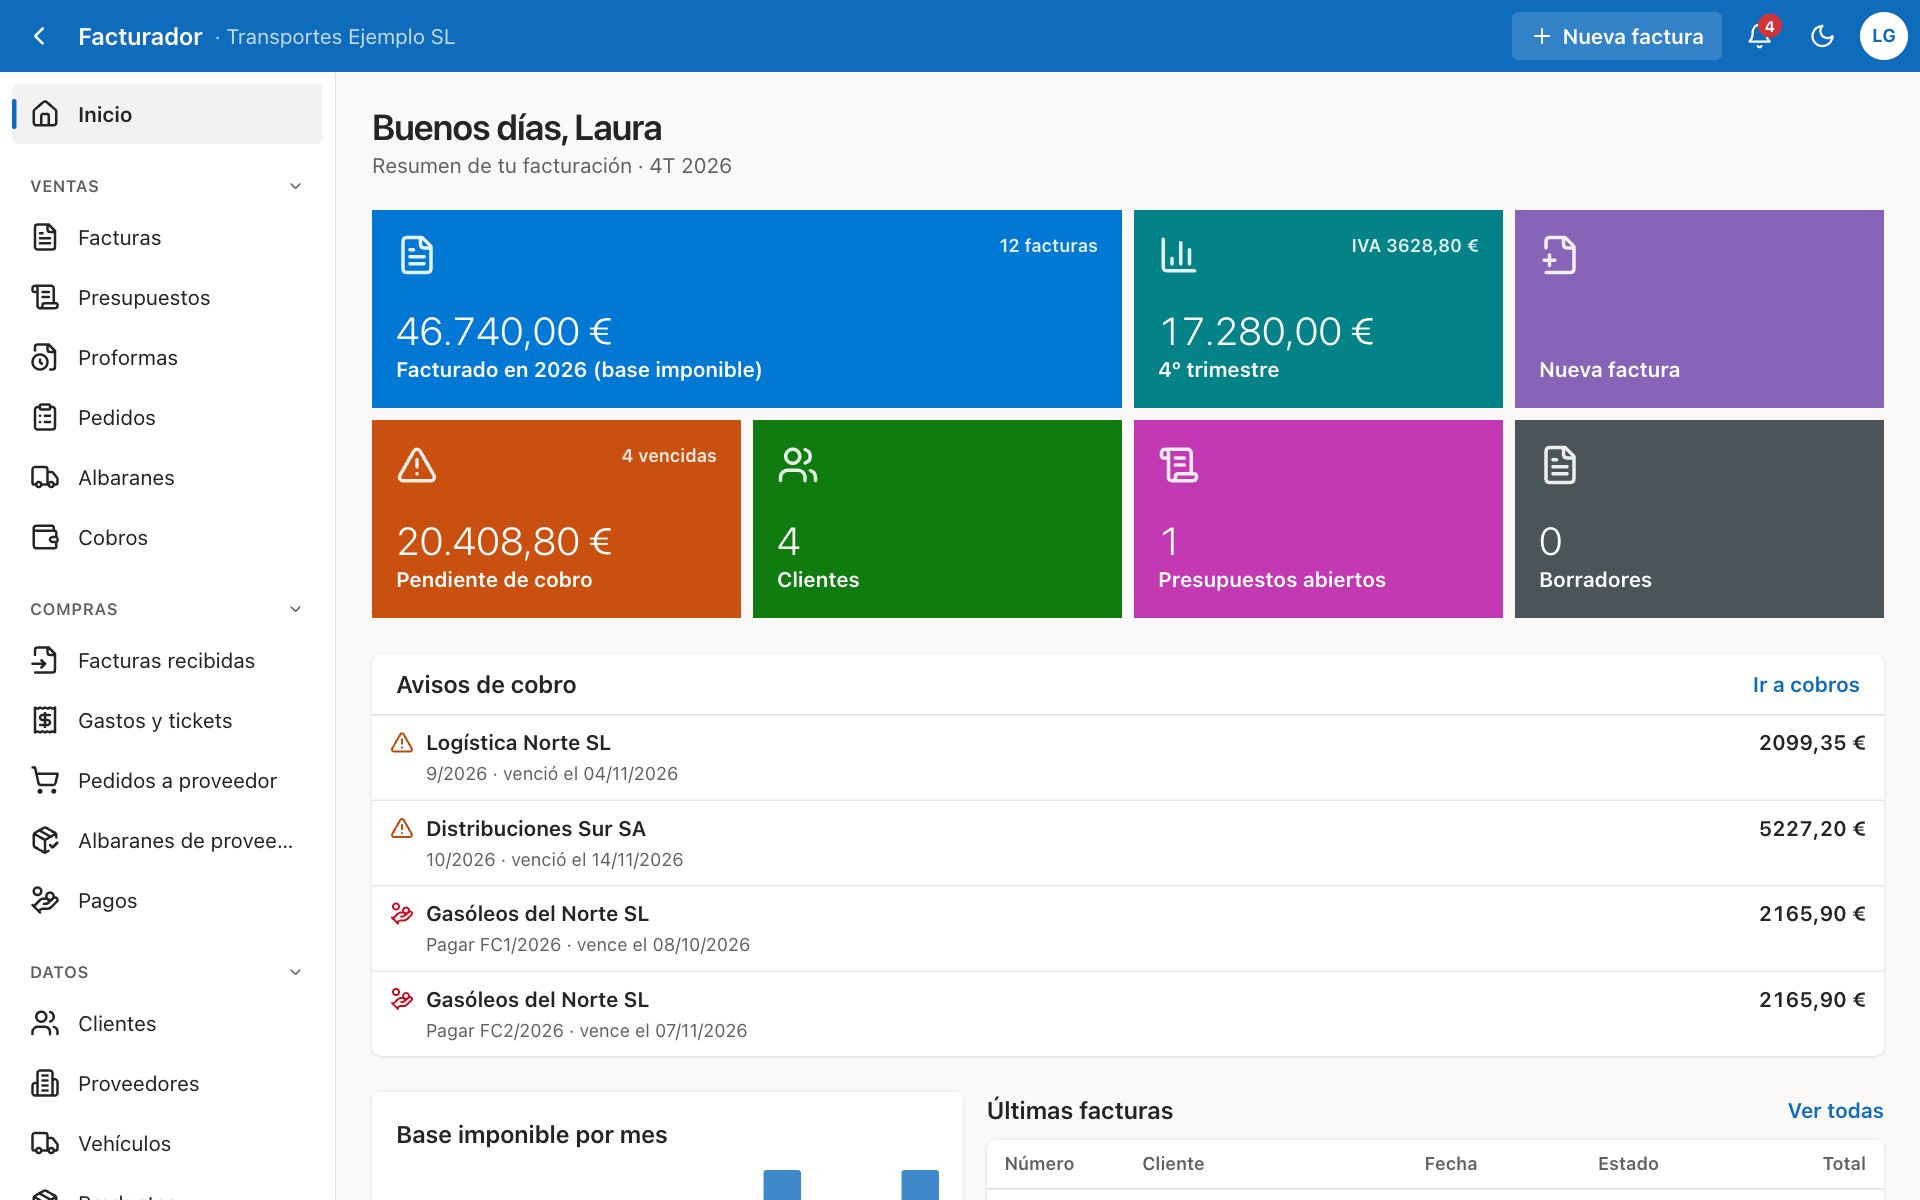 Facturador · Transportes Ejemplo SL
Nueva factura
4
LG
Inicio
VENTAS
Facturas
Presupuestos
Proformas
Pedidos
Albaranes
Cobros
COMPRAS
Facturas recibidas
Gastos y tickets
Pedidos a proveedor
Albaranes de provee...
Pagos
DATOS
Clientes
Proveedores
Vehículos
Buenos días, Laura
Resumen de tu facturación · 4T 2026
12 facturas
46.740,00 €
Facturado en 2026 (base imponible)
IVA 3628,80 €
17.280,00 €
4º trimestre
Nueva factura
4 vencidas
20.408,80 €
Pendiente de cobro
4
Clientes
1
Presupuestos abiertos
0
Borradores
Avisos de cobro
Ir a cobros
Logística Norte SL
2099,35 €
9/2026 · venció el 04/11/2026
Distribuciones Sur SA
5227,20 €
10/2026 · venció el 14/11/2026
Gasóleos del Norte SL
2165,90 €
Pagar FC1/2026 · vence el 08/10/2026
Gasóleos del Norte SL
2165,90 €
Pagar FC2/2026 · vence el 07/11/2026
Base imponible por mes
Últimas facturas
Ver todas
Número Cliente Fecha Estado Total